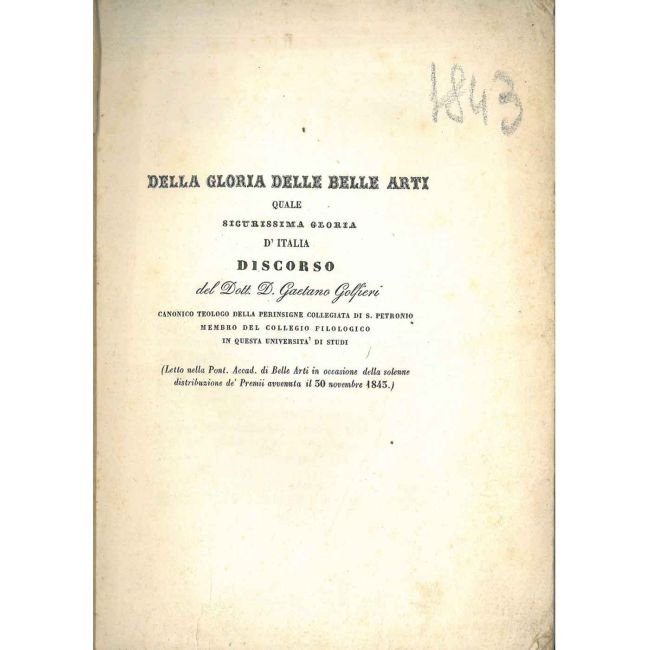 1843
DELLA GLORIA DELLE BELLE ARTI
QUALE
SICURISSIMA GLORIA
D' ITALIA
DISCORSO
del Dott. D. Gaetano Golfieri
CANONICO TEOLOGO DELLA PERINSIGNE COLLEGIATA DI S. PETRONIO
MEMBRO DEL COLLEGIO FILOLOGICO
IN QUESTA UNIVERSITA' DI STUDI
(Letto nella Pont. Accad. di Belle Arti in occasione della solenne
distribuzione de' Premii avvenuta il 30 novembre 1843.)